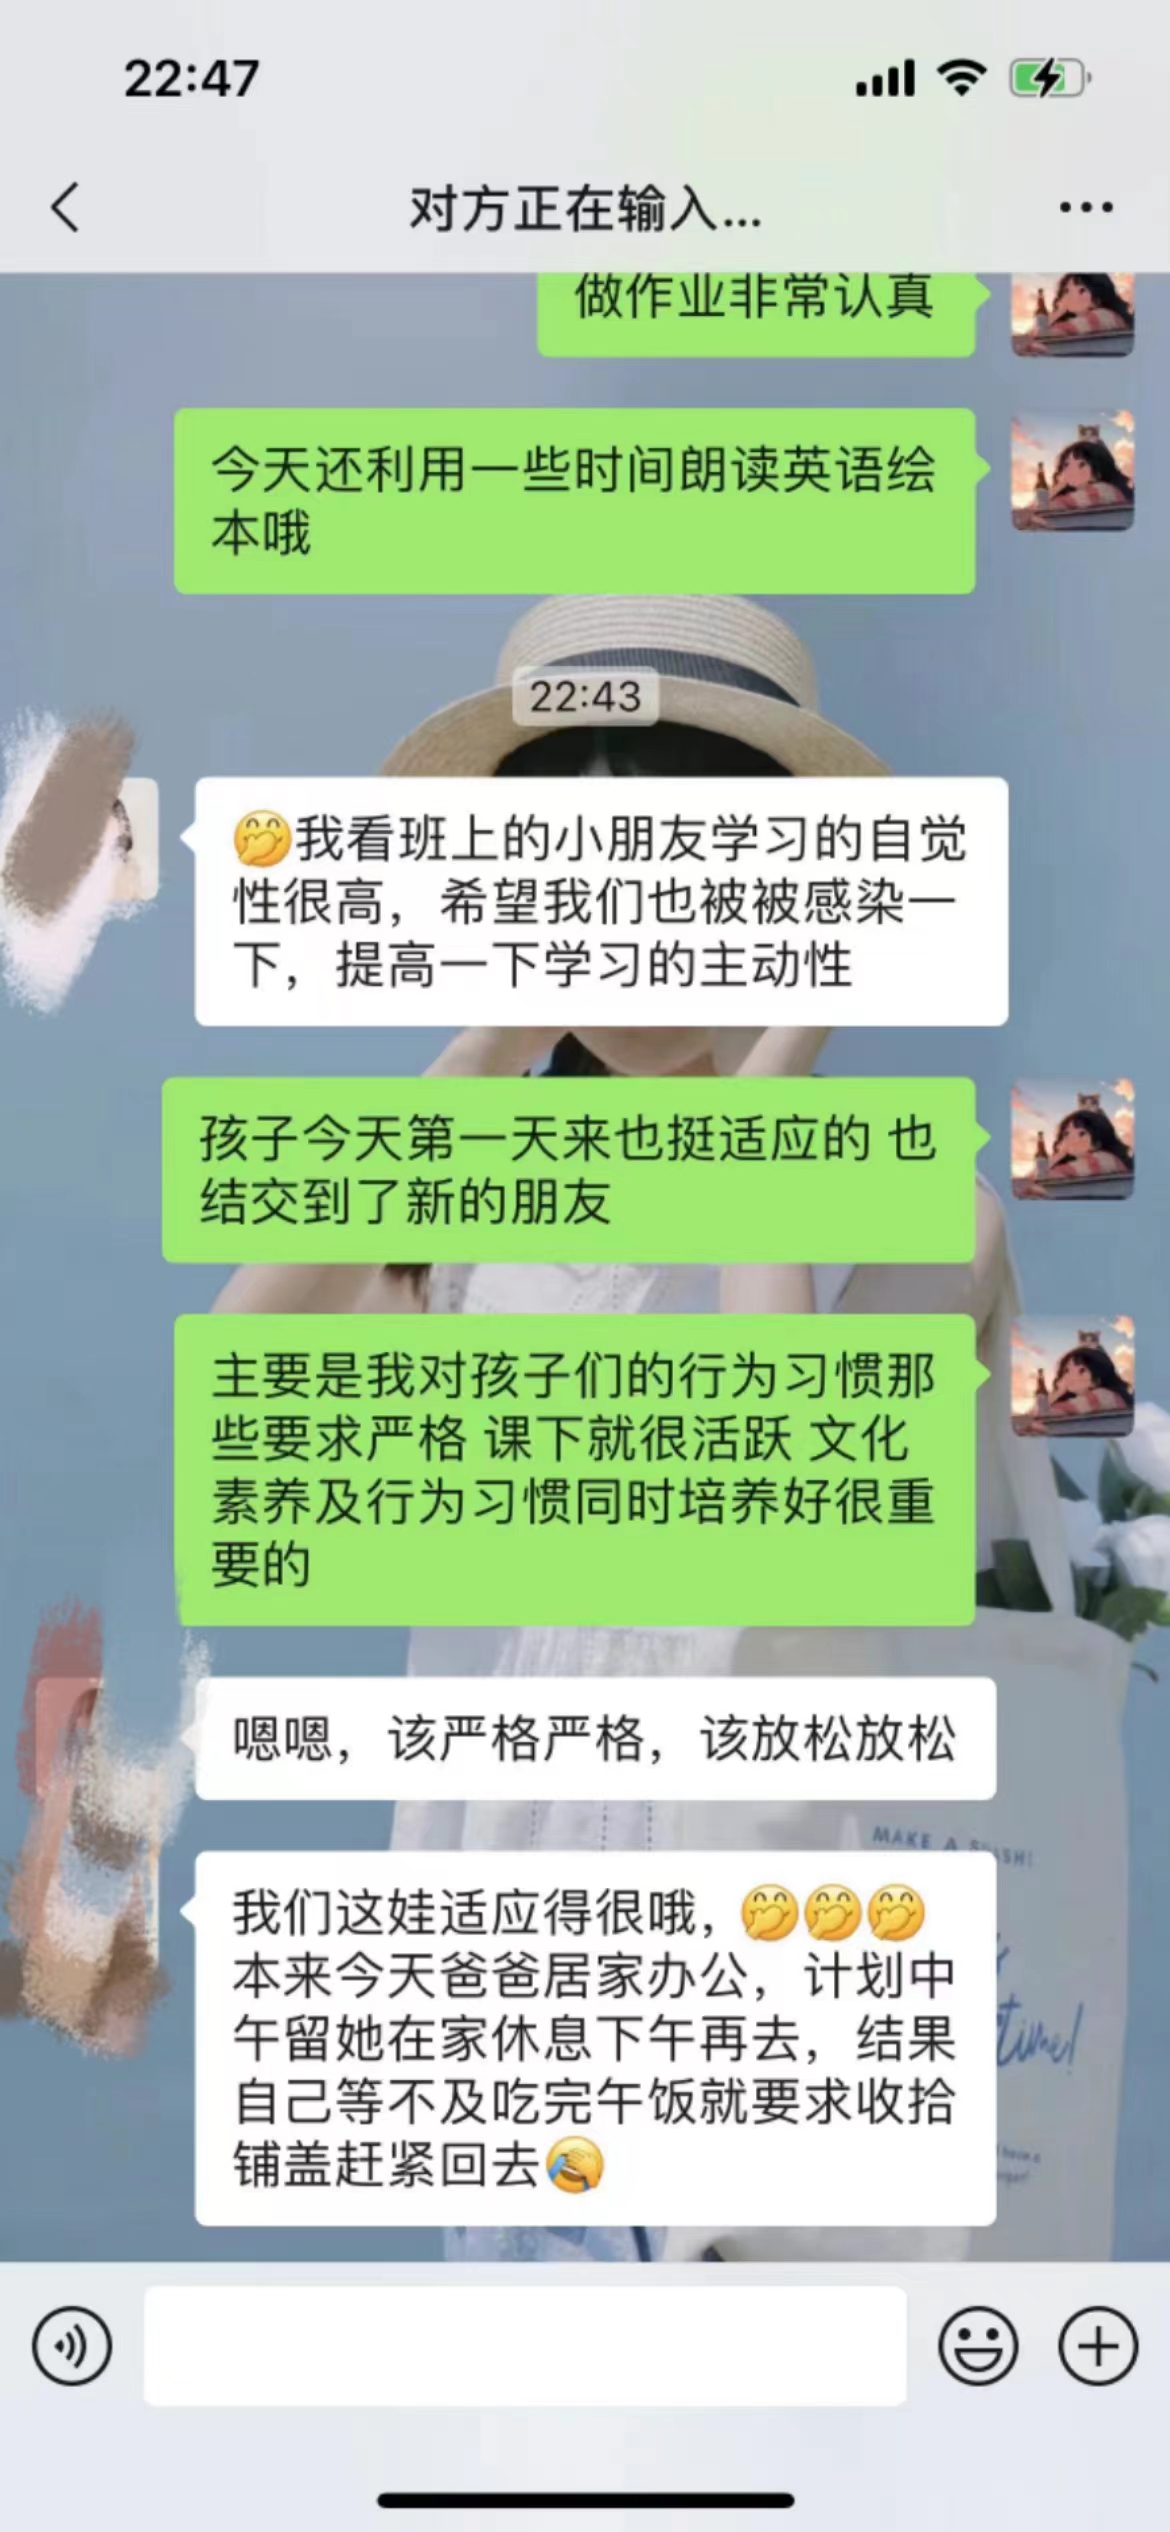 22:47
对方正在输入...
做作业非常认真
今天还利用一些时间朗读英语绘
本哦
22:43
🤭我看班上的小朋友学习的自觉
性很高，希望我们也被被感染一
下，提高一下学习的主动性
孩子今天第一天来也挺适应的 也
结交到了新的朋友
主要是我对孩子们的行为习惯那
些要求严格 课下就很活跃 文化
素养及行为习惯同时培养好很重
要的
嗯嗯，该严格严格，该放松放松
MAKE A
我们这娃适应得很哦，🤭🤭🤭
本来今天爸爸居家办公，计划中
午留她在家休息下午再去，结果
自己等不及吃完午饭就要求收拾
铺盖赶紧回去🤦
time!